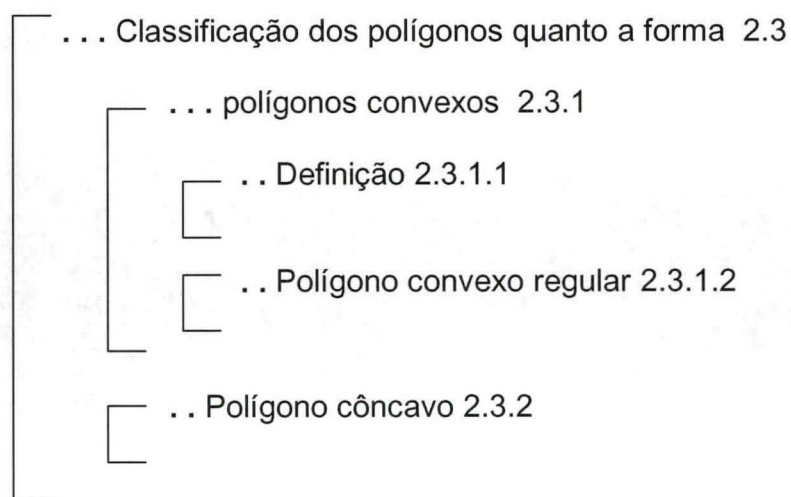 . . . Classificação dos polígonos quanto a forma 2.3
. . . polígonos convexos 2.3.1
. . Definição 2.3.1.1
. . Polígono convexo regular 2.3.1.2
. . Polígono côncavo 2.3.2